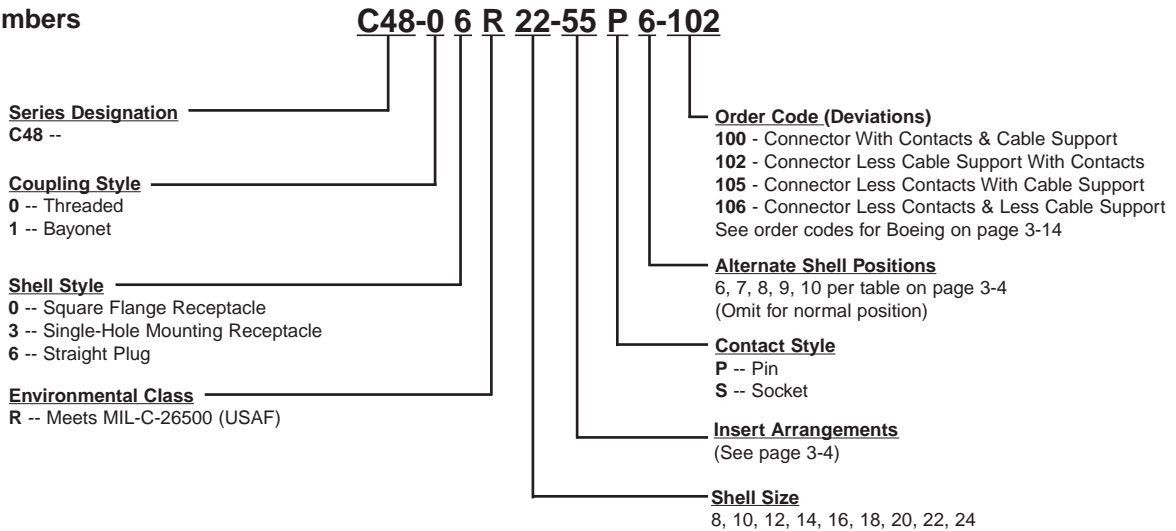 mbers
C48-0 6 R 22-55 P 6-102
Series Designation
C48 --
Coupling Style
0 -- Threaded
1 -- Bayonet
Shell Style
0 -- Square Flange Receptacle
3 -- Single-Hole Mounting Receptacle
6 -- Straight Plug
Environmental Class
R -- Meets MIL-C-26500 (USAF)
Order Code (Deviations)
100 - Connector With Contacts & Cable Support
102 - Connector Less Cable Support With Contacts
105 - Connector Less Contacts With Cable Support
106 - Connector Less Contacts & Less Cable Support
See order codes for Boeing on page 3-14
Alternate Shell Positions
6, 7, 8, 9, 10 per table on page 3-4
(Omit for normal position)
Contact Style
P -- Pin
S -- Socket
Insert Arrangements
(See page 3-4)
Shell Size
8, 10, 12, 14, 16, 18, 20, 22, 24